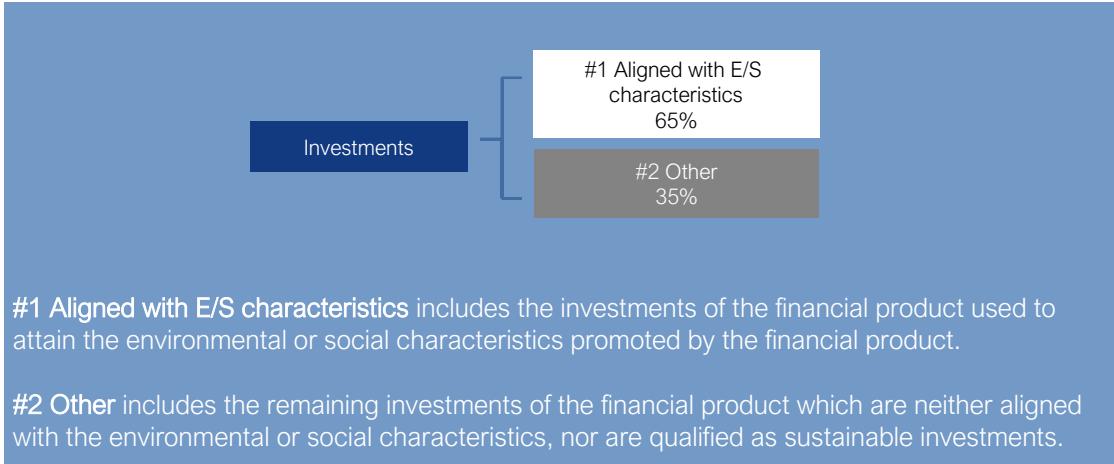 #1 Aligned with E/S
characteristics
65%
Investments
#2 Other
35%
#1 Aligned with E/S characteristics includes the investments of the financial product used to
attain the environmental or social characteristics promoted by the financial product.
#2 Other includes the remaining investments of the financial product which are neither aligned
with the environmental or social characteristics, nor are qualified as sustainable investments.